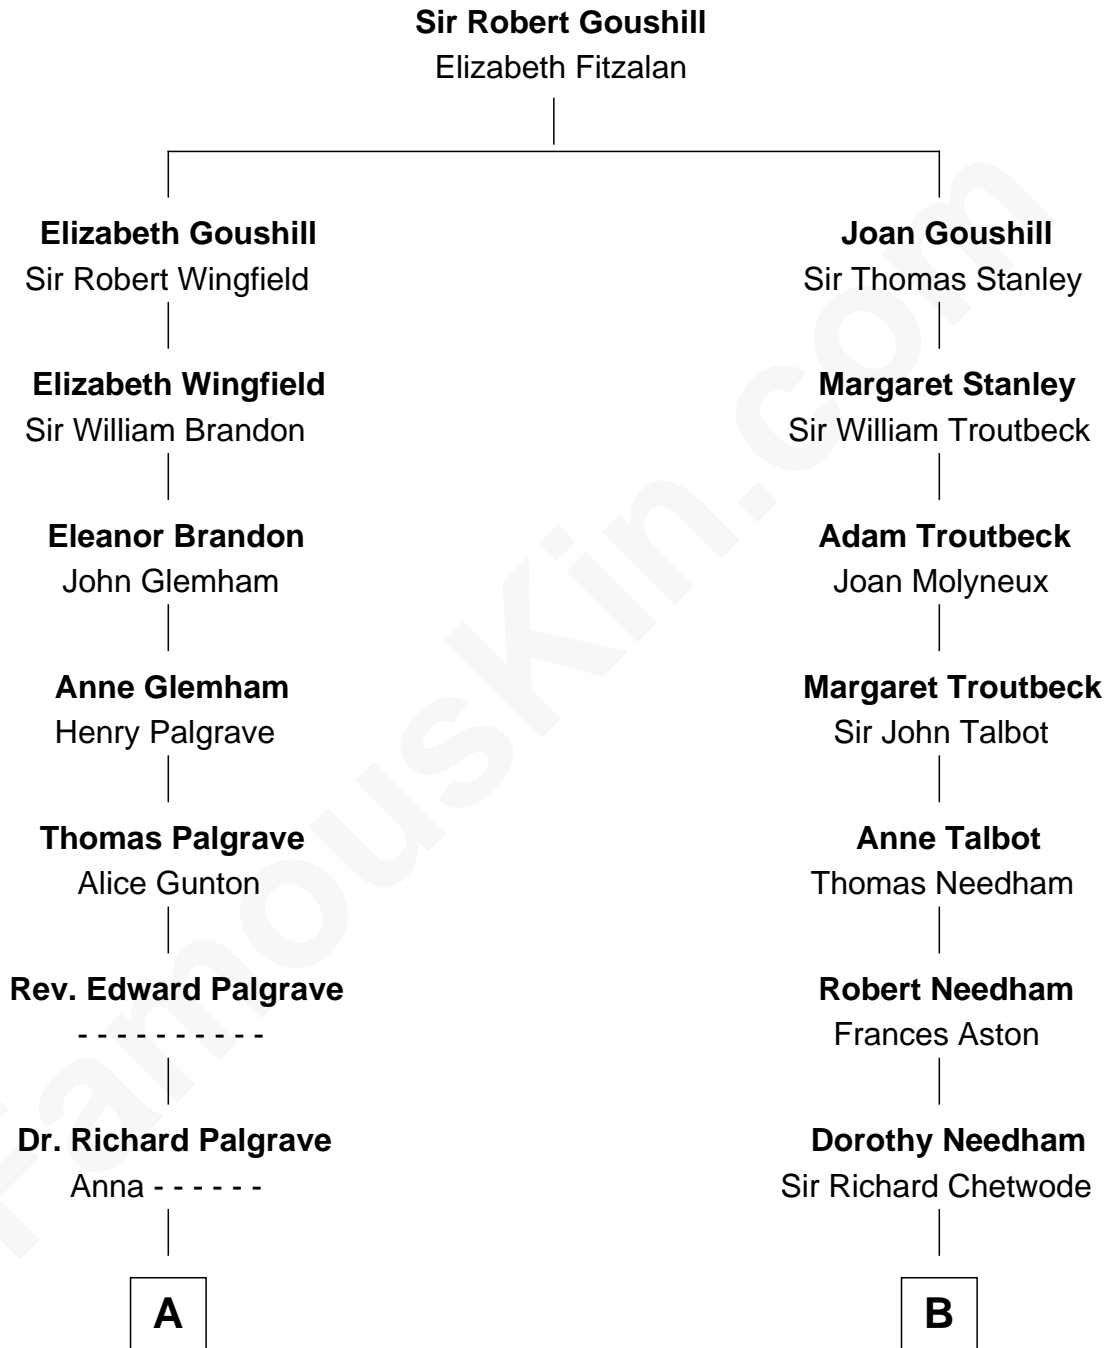 Sir Robert Goushill
Elizabeth Fitzalan
Elizabeth Goushill
Sir Robert Wingfield
Joan Goushill
Sir Thomas Stanley
Elizabeth Wingfield
Sir William Brandon
Margaret Stanley
Sir William Troutbeck
Eleanor Brandon
John Glemham
Adam Troutbeck
Joan Molyneux
Anne Glemham
Henry Palgrave
Margaret Troutbeck
Sir John Talbot
Thomas Palgrave
Alice Gunton
Anne Talbot
Thomas Needham
Rev. Edward Palgrave
- - - - - - - - - -
Robert Needham
Frances Aston
Dr. Richard Palgrave
Anna - - - - - -
Dorothy Needham
Sir Richard Chetwode
A
B
FamousKin.com